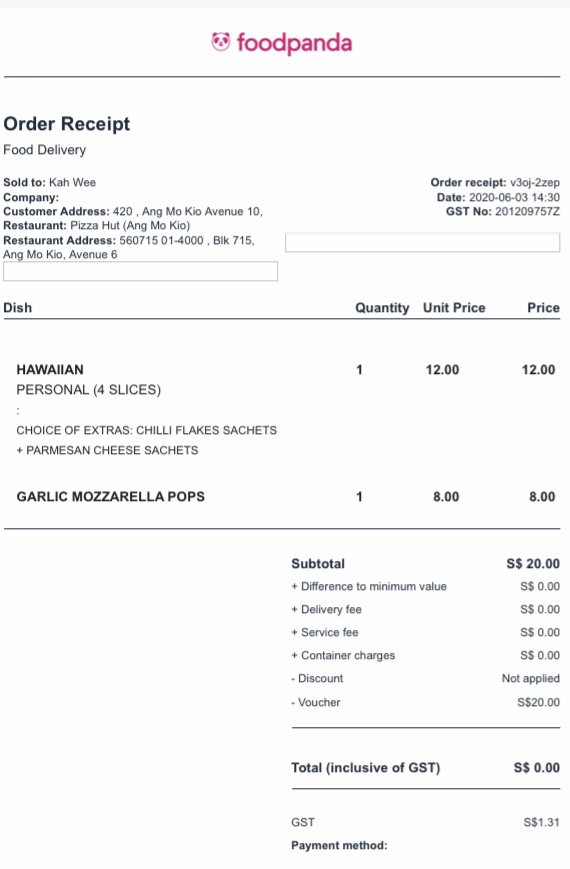 foodpanda
Order Receipt
Food Delivery
Sold to: Kah Wee
Company:
Customer Address: 420 , Ang Mo Kio Avenue 10,
Restaurant: Pizza Hut (Ang Mo Kio)
Restaurant Address: 560715 01-4000 , Blk 715,
Ang Mo Kio, Avenue 6
Order receipt: v3oj-2zep
Date: 2020-06-03 14:30
GST No: 201209757Z
Dish Quantity Unit Price Price
HAWAIIAN 1 12.00 12.00
PERSONAL (4 SLICES)
:
CHOICE OF EXTRAS: CHILLI FLAKES SACHETS
+ PARMESAN CHEESE SACHETS
GARLIC MOZZARELLA POPS 1 8.00 8.00
Subtotal S$ 20.00
+ Difference to minimum value S$ 0.00
+ Delivery fee S$ 0.00
+ Service fee S$ 0.00
+ Container charges S$ 0.00
- Discount Not applied
- Voucher S$20.00
Total (inclusive of GST) S$ 0.00
GST S$1.31
Payment method: